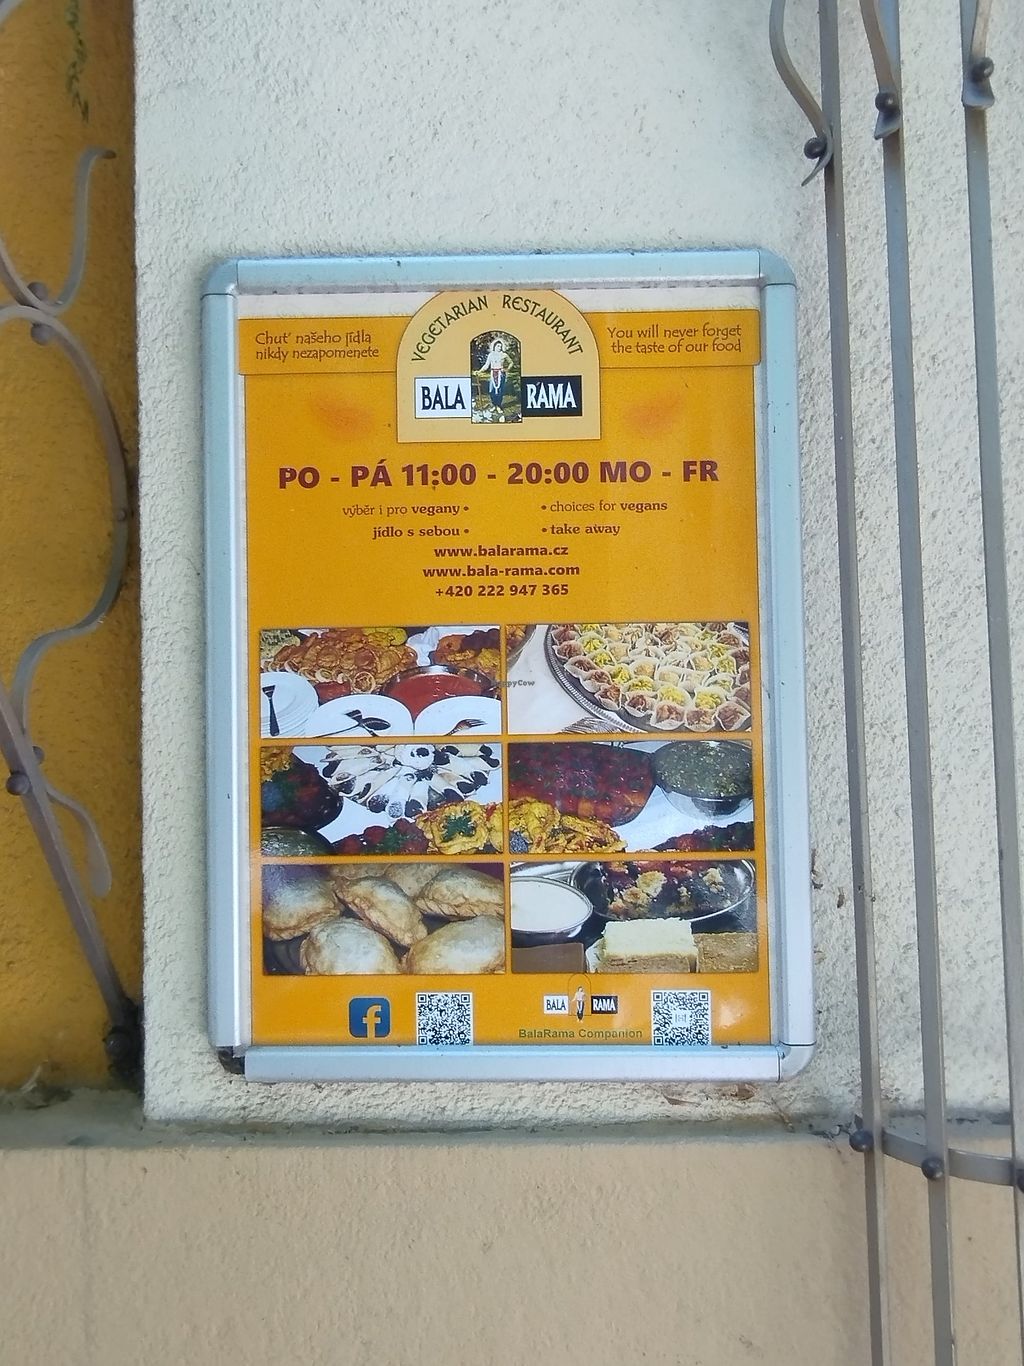 VEGETARIAN RESTAURANT
BALA RAMA
Chuť našeho jídla
nikdy nezapomenete
You will never forget
the taste of our food
PO - PÁ 11:00 - 20:00 MO - FR
výběr i pro vegany •
• choices for vegans
jídlo s sebou •
• take away
www.balarama.cz
www.bala-rama.com
+420 222 947 365
HappyCow
f
BALA RAMA
BalaRama Companion